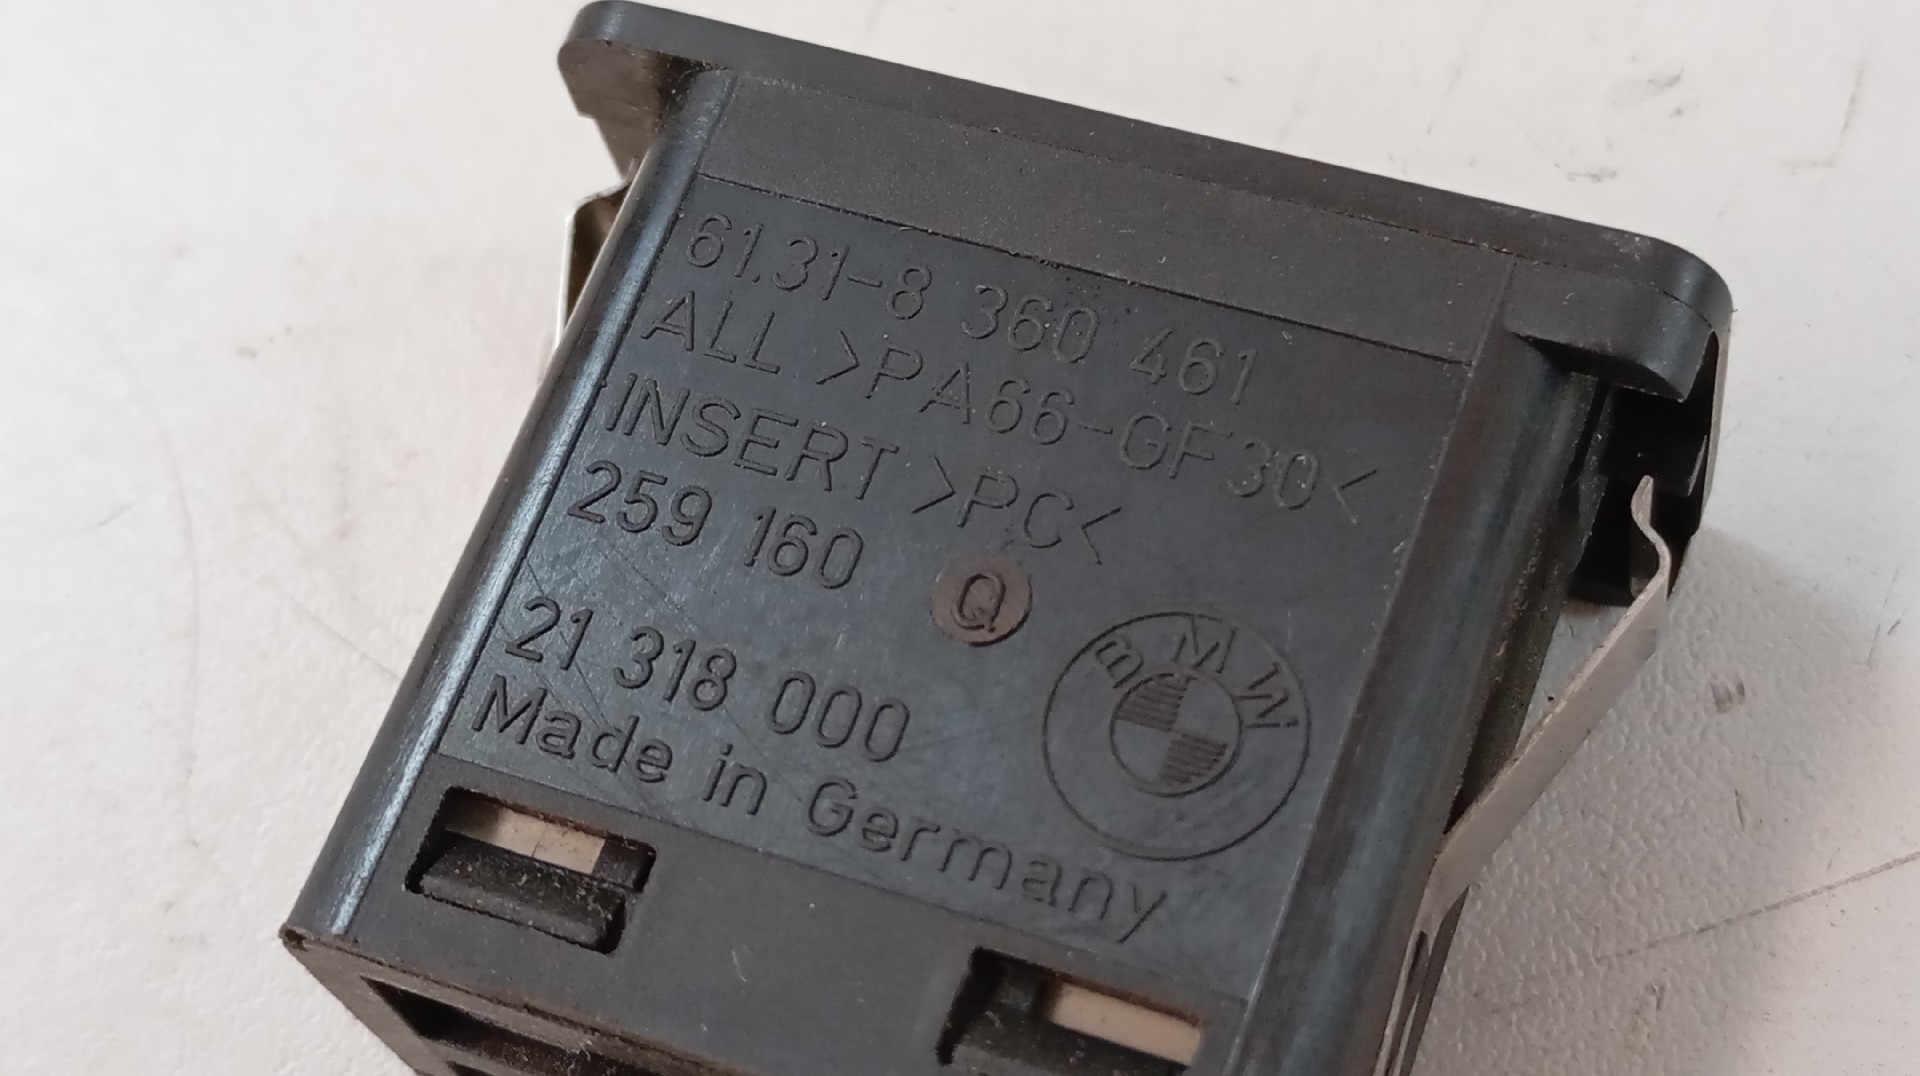 61.31-8 360 461
ALL >PA66-GF30<
INSERT >PC<
259 160 Q
21 318 000
Made in Germany
BMW